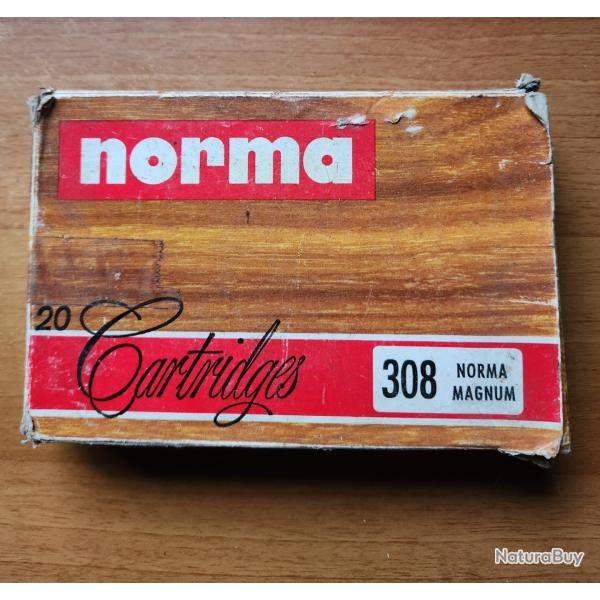 norma
20 Cartridges
308 NORMA
MAGNUM
NaturaBuy